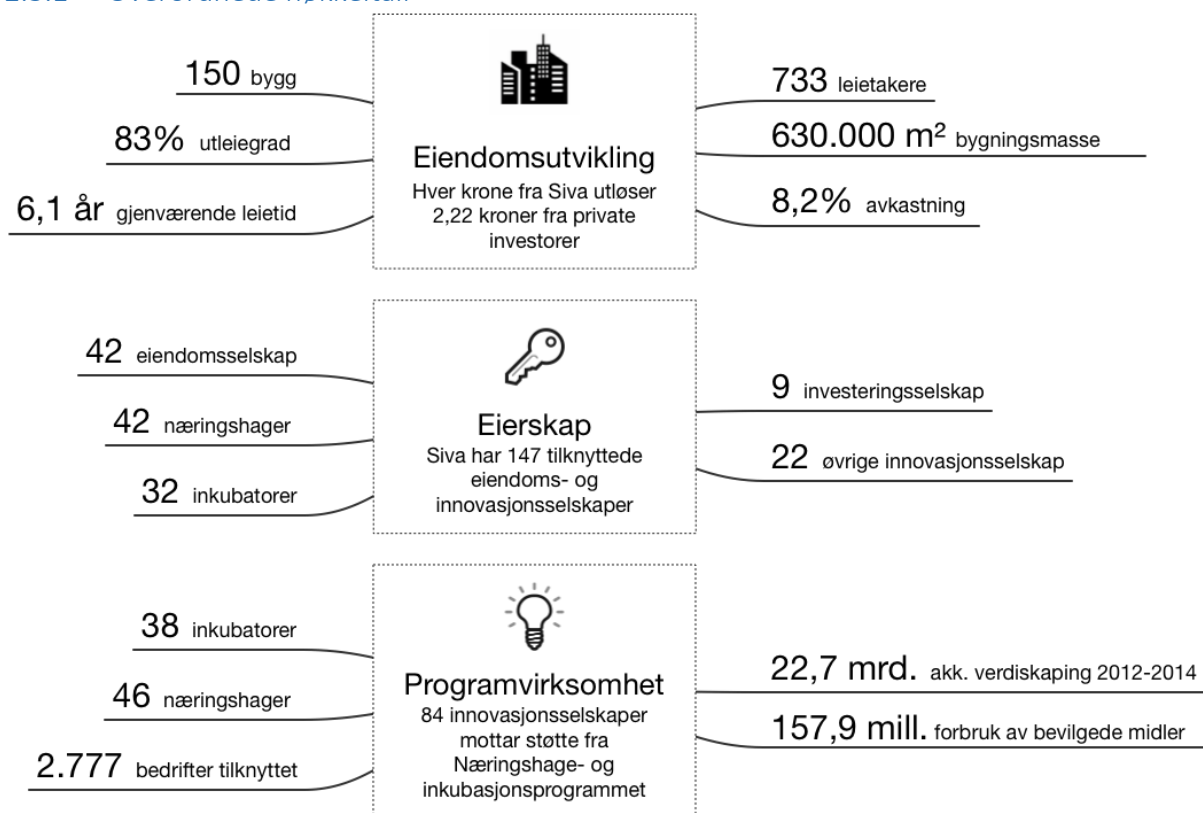 150 bygg
83% utleiegrad
6,1 år gjenværende leietid
Eiendomsutvikling
Hver krone fra Siva utløser
2,22 kroner fra private
investorer
733 leietakere
630.000 m² bygningsmasse
8,2% avkastning
42 eiendomsselskap
42 næringshager
32 inkubatorer
Eierskap
Siva har 147 tilknyttede
eiendoms- og
innovasjonsselskaper
9 investeringsselskap
22 øvrige innovasjonsselskap
38 inkubatorer
46 næringshager
2.777 bedrifter tilknyttet
Programvirksomhet
84 innovasjonsselskaper
mottar støtte fra
Næringshage- og
inkubasjonsprogrammet
22,7 mrd. akk. verdiskaping 2012-2014
157,9 mill. forbruk av bevilgede midler